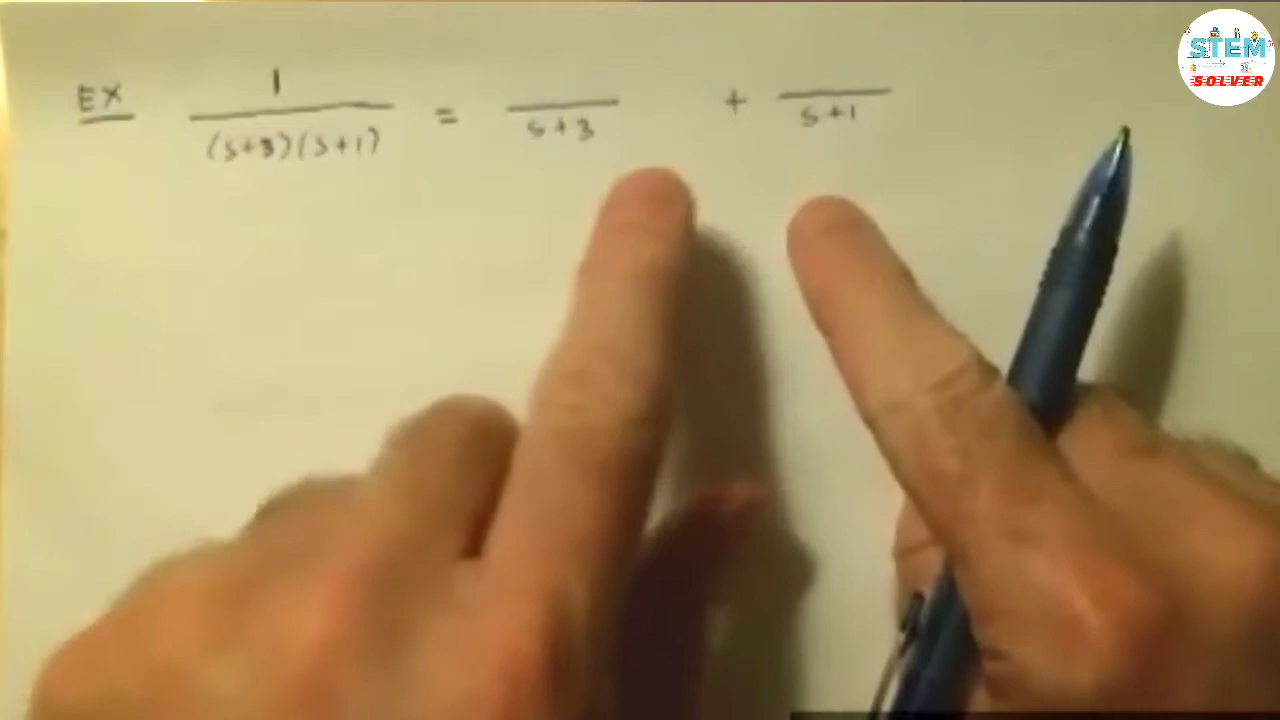 EX 1/((s+3)(s+1)) = /(s+3) + /(s+1)
STEM
SOLVER